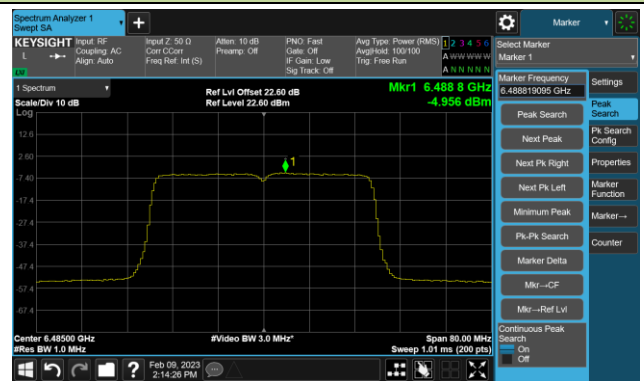 Spectrum Analyzer 1
Swept SA
Marker
KEYSIGHT
Input: RF
Coupling: AC
Align: Auto
Input Z: 50 Ω
Corr CCorr
Freq Ref: Int (S)
Atten: 10 dB
Preamp: Off
PNO: Fast
Gate: Off
IF Gain: Low
Sig Track: Off
Avg Type: Power (RMS)
Avg|Hold: 100/100
Trig: Free Run
1 2 3 4 5 6
A W W W W W
A N N N N N
L
LXI
Select Marker
Marker 1
1 Spectrum
Scale/Div 10 dB
Log
Ref Lvl Offset 22.60 dB
Ref Level 22.60 dBm
Mkr1 6.488 8 GHz
-4.956 dBm
12.6
2.60
-7.40
-17.4
-27.4
-37.4
-47.4
-57.4
-67.4
1
Center 6.48500 GHz
#Res BW 1.0 MHz
#Video BW 3.0 MHz*
Span 80.00 MHz
Sweep 1.01 ms (200 pts)
Marker Frequency
6.488819095 GHz
Peak Search
Next Peak
Next Pk Right
Next Pk Left
Minimum Peak
Pk-Pk Search
Marker Delta
Mkr→CF
Mkr→Ref Lvl
Continuous Peak
Search
On
Off
Settings
Peak
Search
Pk Search
Config
Properties
Marker
Function
Marker→
Counter
Feb 09, 2023
2:14:26 PM